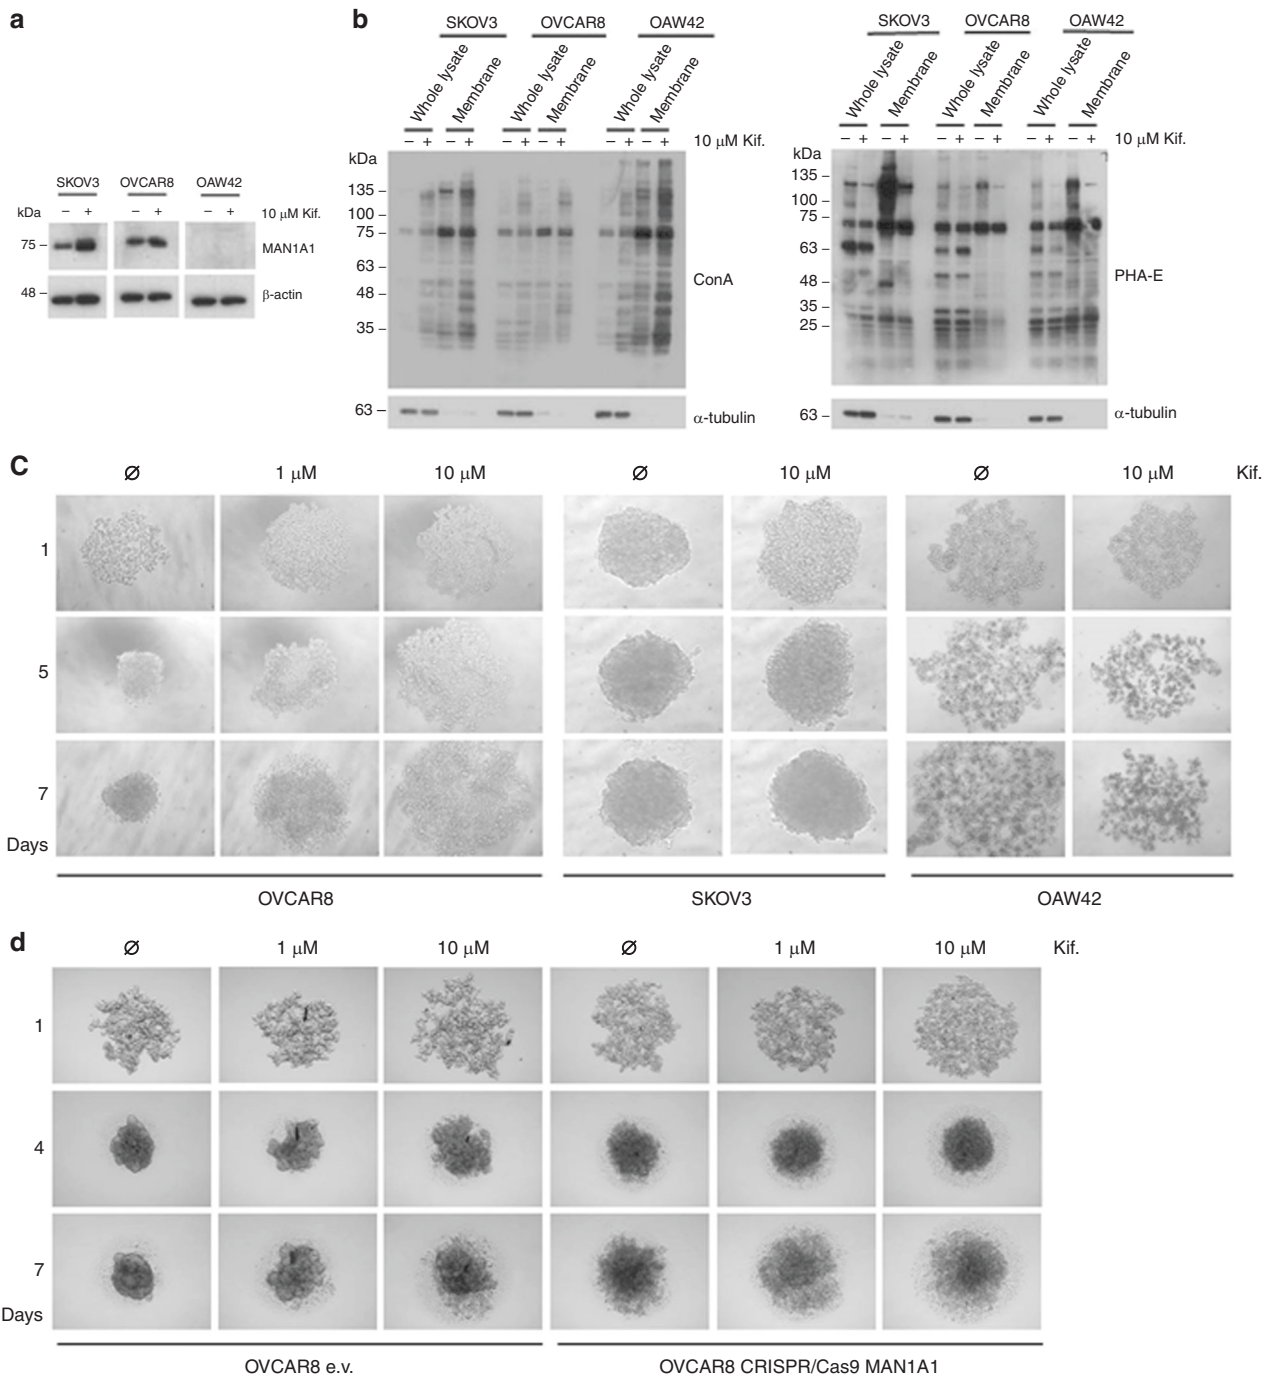 a
SKOV3 OVCAR8 OAW42
kDa – + – + – + 10 μM Kif.
75 – MAN1A1
48 – β-actin
b
SKOV3 OVCAR8 OAW42
Whole lysate Membrane Whole lysate Membrane Whole lysate Membrane
– + – + – + – + – + – + 10 μM Kif.
kDa
135 –
100 –
75 –
63 –
ConA
48 –
35 –
63 – α-tubulin
SKOV3 OVCAR8 OAW42
Whole lysate Membrane Whole lysate Membrane Whole lysate Membrane
– + – + – + – + – + – + 10 μM Kif.
kDa
135 –
100 –
75 –
63 –
PHA-E
48 –
35 –
25 –
63 – α-tubulin
C
Ø 1 μM 10 μM Ø 10 μM Ø 10 μM Kif.
1
5
7
Days
OVCAR8 SKOV3 OAW42
d
Ø 1 μM 10 μM Ø 1 μM 10 μM Kif.
1
4
7
Days
OVCAR8 e.v. OVCAR8 CRISPR/Cas9 MAN1A1